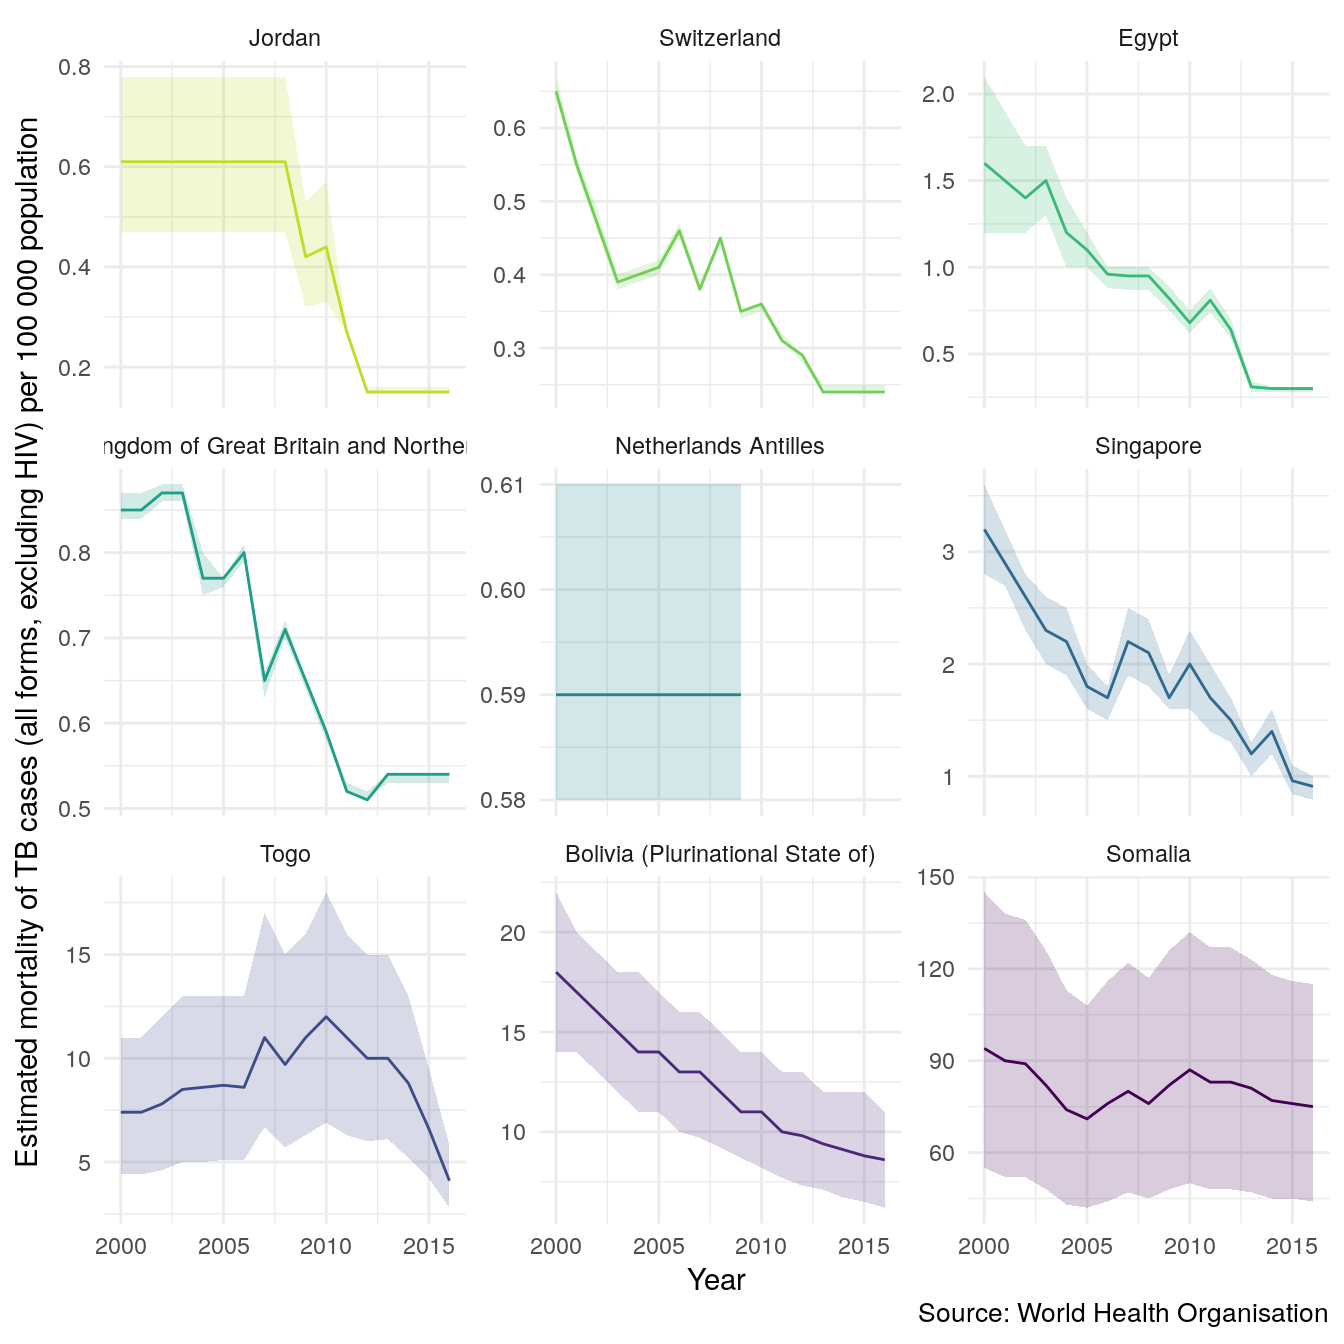 Estimated mortality of TB cases (all forms, excluding HIV) per 100 000 population
Jordan
0.8
0.6
0.4
0.2
Switzerland
0.6
0.5
0.4
0.3
Egypt
2.0
1.5
1.0
0.5
ngdom of Great Britain and Norther
0.8
0.7
0.6
0.5
Netherlands Antilles
0.61
0.60
0.59
0.58
Singapore
3
2
1
Togo
15
10
5
2000 2005 2010 2015
Bolivia (Plurinational State of)
20
15
10
2000 2005 2010 2015
Somalia
150
120
90
60
2000 2005 2010 2015
Year
Source: World Health Organisation